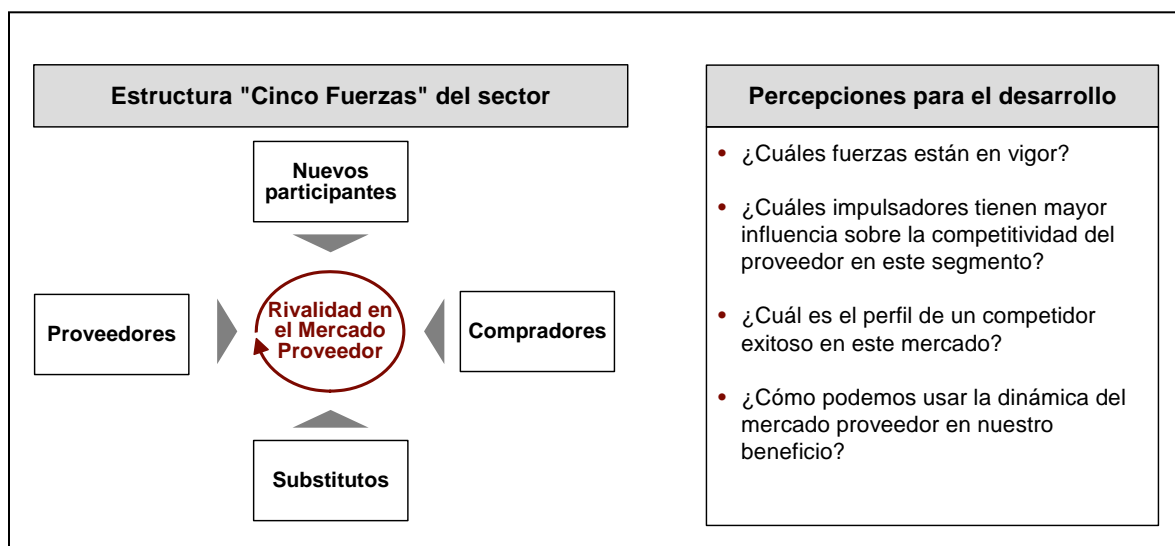 Estructura "Cinco Fuerzas" del sector
Nuevos
participantes
Proveedores
Rivalidad en
el Mercado
Proveedor
Compradores
Substitutos
Percepciones para el desarrollo
• ¿Cuáles fuerzas están en vigor?
• ¿Cuáles impulsadores tienen mayor
influencia sobre la competitividad del
proveedor en este segmento?
• ¿Cuál es el perfil de un competidor
exitoso en este mercado?
• ¿Cómo podemos usar la dinámica del
mercado proveedor en nuestro
beneficio?